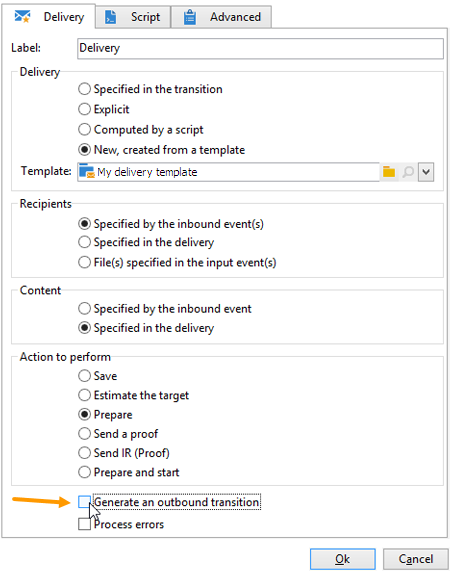 Delivery Script Advanced
Label: Delivery
Delivery
Specified in the transition
Explicit
Computed by a script
New, created from a template
Template: My delivery template
Recipients
Specified by the inbound event(s)
Specified in the delivery
File(s) specified in the input event(s)
Content
Specified by the inbound event
Specified in the delivery
Action to perform
Save
Estimate the target
Prepare
Send a proof
Send IR (Proof)
Prepare and start
Generate an outbound transition
Process errors
Ok Cancel